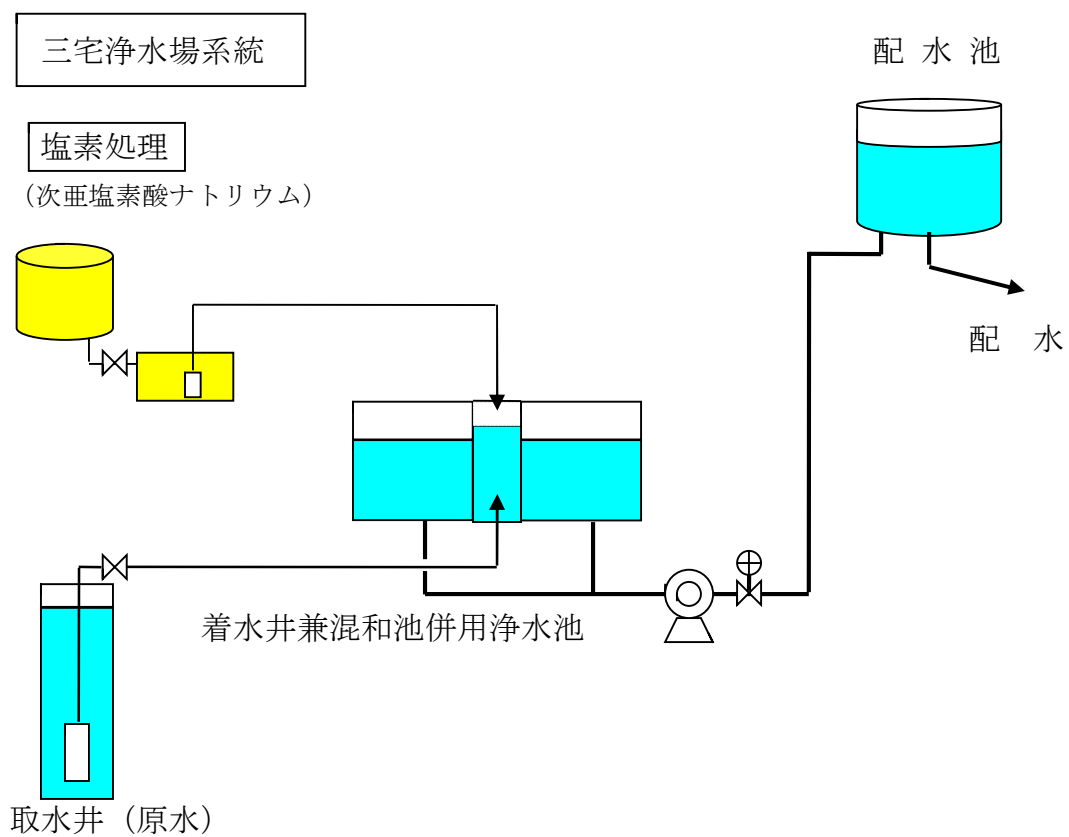 三宅浄水場系統
配 水 池
塩素処理
（次亜塩素酸ナトリウム）
配 水
着水井兼混和池併用浄水池
取水井（原水）